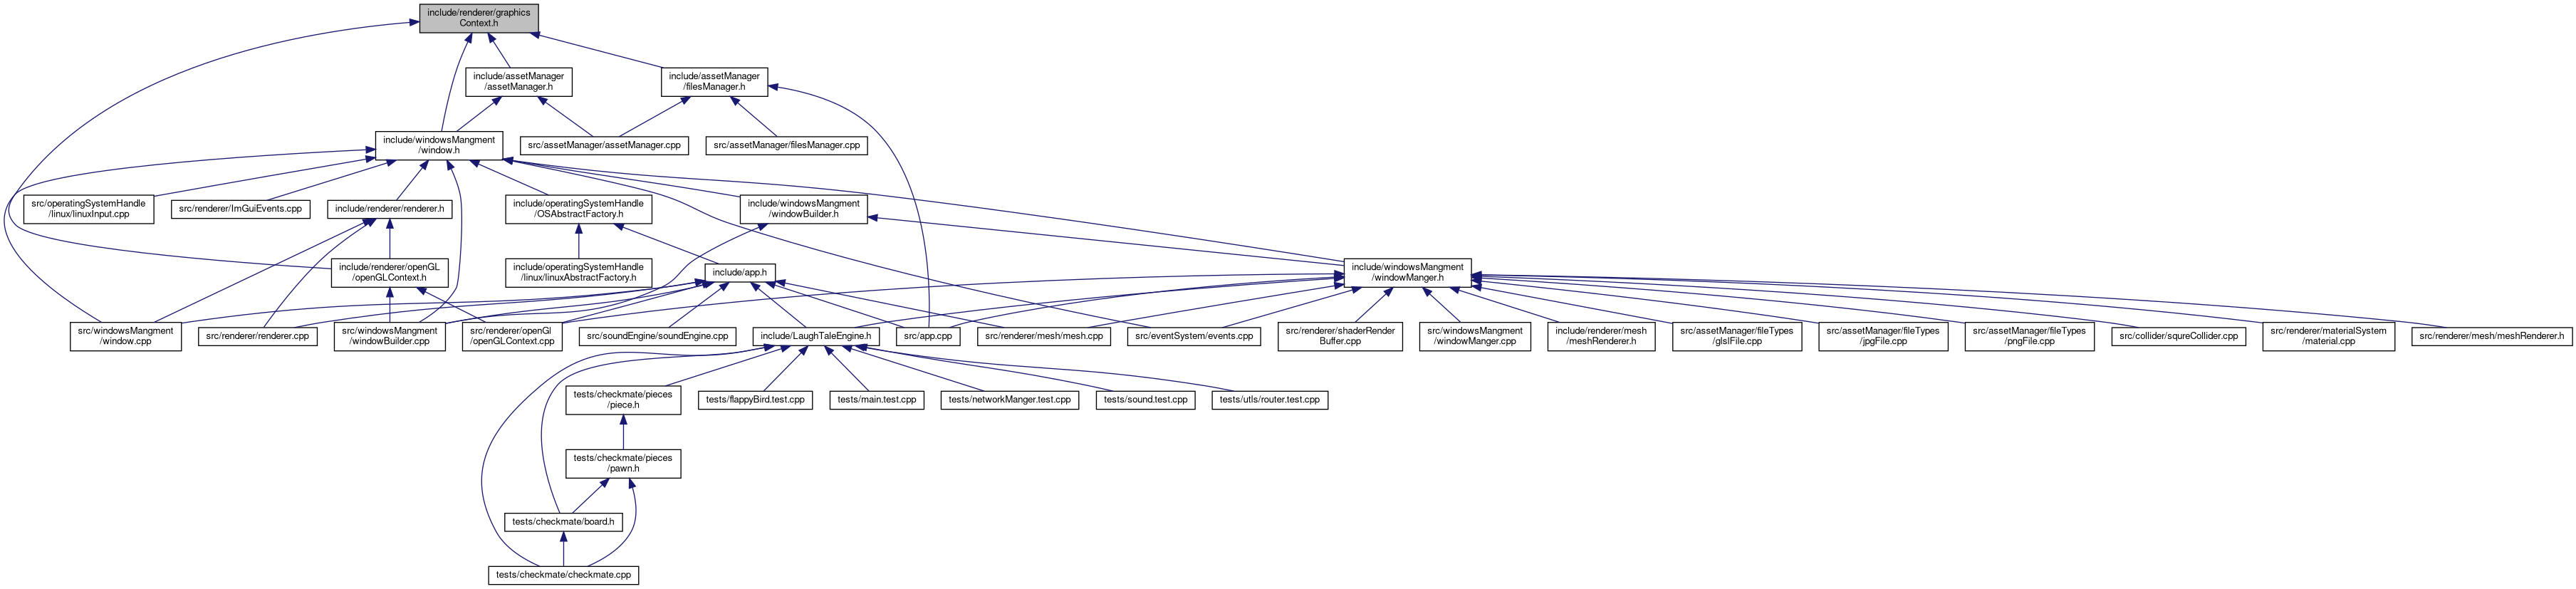 include/renderer/graphics
Context.h
include/assetManager
/assetManager.h
include/assetManager
/filesManager.h
include/windowsMangment
/window.h
src/assetManager/assetManager.cpp
src/assetManager/filesManager.cpp
src/operatingSystemHandle
/linux/linuxInput.cpp
src/renderer/ImGuiEvents.cpp
include/renderer/renderer.h
include/operatingSystemHandle
/OSAbstractFactory.h
include/windowsMangment
/windowBuilder.h
include/renderer/openGL
/openGLContext.h
include/operatingSystemHandle
/linux/linuxAbstractFactory.h
include/app.h
include/windowsMangment
/windowManger.h
src/windowsMangment
/window.cpp
src/renderer/renderer.cpp
src/windowsMangment
/windowBuilder.cpp
src/renderer/openGl
/openGLContext.cpp
src/soundEngine/soundEngine.cpp
include/LaughTaleEngine.h
src/app.cpp
src/renderer/mesh/mesh.cpp
src/eventSystem/events.cpp
src/renderer/shaderRender
Buffer.cpp
src/windowsMangment
/windowManger.cpp
include/renderer/mesh
/meshRenderer.h
src/assetManager/fileTypes
/glslFile.cpp
src/assetManager/fileTypes
/jpgFile.cpp
src/assetManager/fileTypes
/pngFile.cpp
src/collider/squreCollider.cpp
src/renderer/materialSystem
/material.cpp
src/renderer/mesh/meshRenderer.h
tests/checkmate/pieces
/piece.h
tests/flappyBird.test.cpp
tests/main.test.cpp
tests/networkManger.test.cpp
tests/sound.test.cpp
tests/utls/router.test.cpp
tests/checkmate/pieces
/pawn.h
tests/checkmate/board.h
tests/checkmate/checkmate.cpp